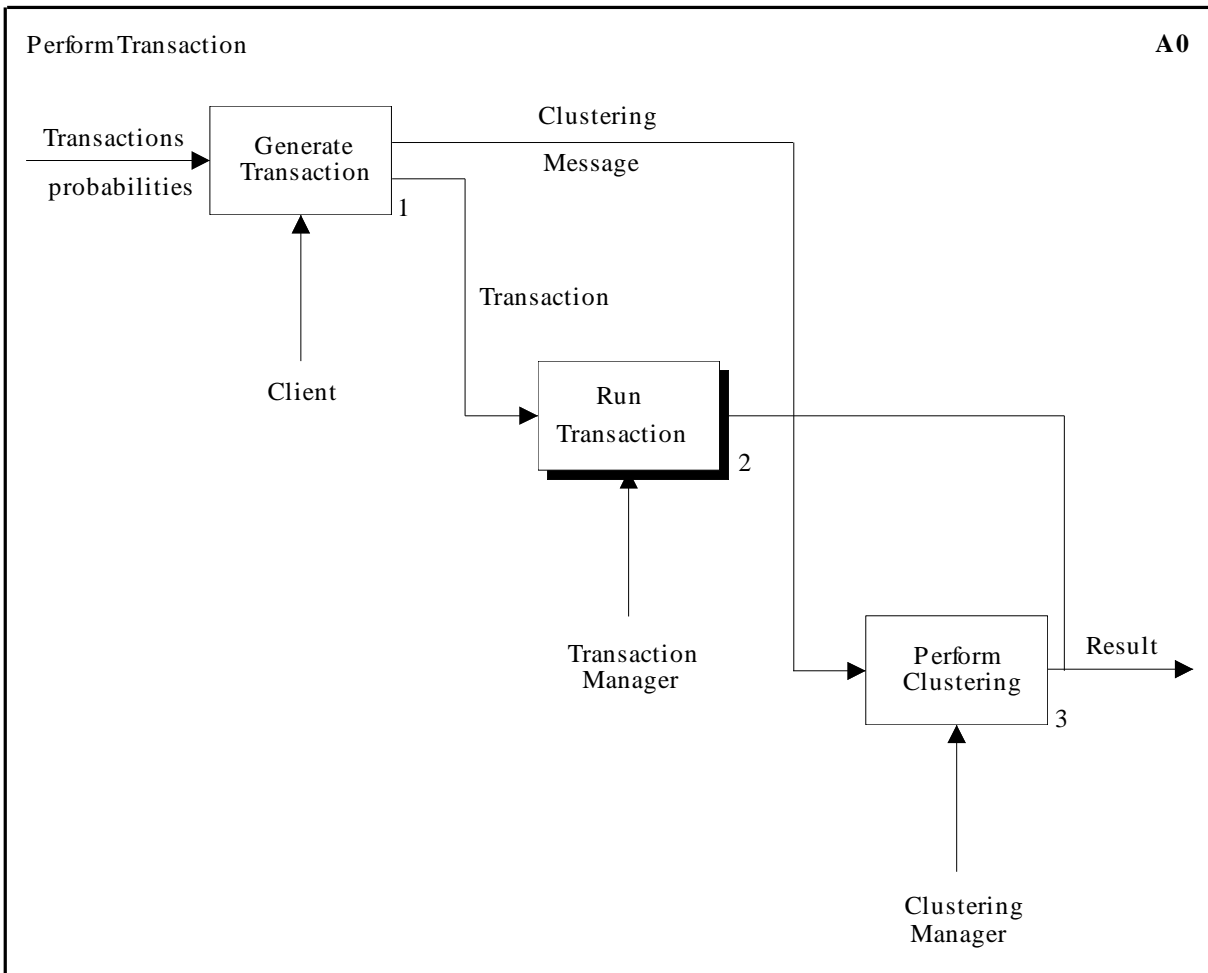 Perform Transaction
A0
Transactions
probabilities
Generate
Transaction
1
Clustering
Message
Transaction
Client
Run
Transaction
2
Transaction
Manager
Perform
Clustering
3
Result
Clustering
Manager